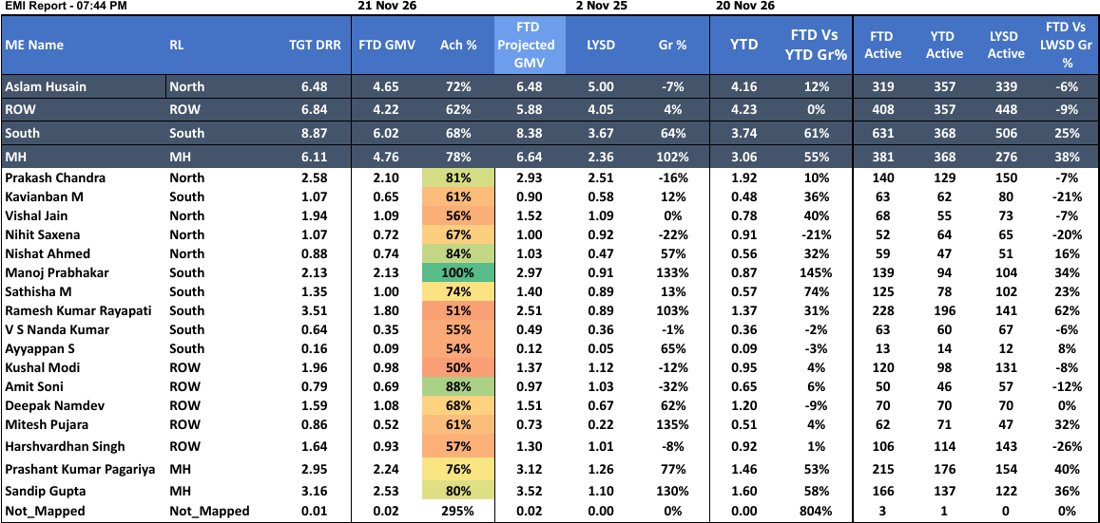 EMI Report - 07:44 PM 21 Nov 26 2 Nov 25 20 Nov 26
ME Name RL TGT DRR FTD GMV Ach % FTD Projected GMV LYSD Gr % YTD FTD Vs YTD Gr% FTD Active YTD Active LYSD Active FTD Vs LWSD Gr %
Aslam Husain North 6.48 4.65 72% 6.48 5.00 -7% 4.16 12% 319 357 339 -6%
ROW ROW 6.84 4.22 62% 5.88 4.05 4% 4.23 0% 408 357 448 -9%
South South 8.87 6.02 68% 8.38 3.67 64% 3.74 61% 631 368 506 25%
MH MH 6.11 4.76 78% 6.64 2.36 102% 3.06 55% 381 368 276 38%
Prakash Chandra North 2.58 2.10 81% 2.93 2.51 -16% 1.92 10% 140 129 150 -7%
Kavianban M South 1.07 0.65 61% 0.90 0.58 12% 0.48 36% 63 62 80 -21%
Vishal Jain North 1.94 1.09 56% 1.52 1.09 0% 0.78 40% 68 55 73 -7%
Nihit Saxena North 1.07 0.72 67% 1.00 0.92 -22% 0.91 -21% 52 64 65 -20%
Nishat Ahmed North 0.88 0.74 84% 1.03 0.47 57% 0.56 32% 59 47 51 16%
Manoj Prabhakar South 2.13 2.13 100% 2.97 0.91 133% 0.87 145% 139 94 104 34%
Sathisha M South 1.35 1.00 74% 1.40 0.89 13% 0.57 74% 125 78 102 23%
Ramesh Kumar Rayapati South 3.51 1.80 51% 2.51 0.89 103% 1.37 31% 228 196 141 62%
V S Nanda Kumar South 0.64 0.35 55% 0.49 0.36 -1% 0.36 -2% 63 60 67 -6%
Ayyappan S South 0.16 0.09 54% 0.12 0.05 65% 0.09 -3% 13 14 12 8%
Kushal Modi ROW 1.96 0.98 50% 1.37 1.12 -12% 0.95 4% 120 98 131 -8%
Amit Soni ROW 0.79 0.69 88% 0.97 1.03 -32% 0.65 6% 50 46 57 -12%
Deepak Namdev ROW 1.59 1.08 68% 1.51 0.67 62% 1.20 -9% 70 70 70 0%
Mitesh Pujara ROW 0.86 0.52 61% 0.73 0.22 135% 0.51 4% 62 71 47 32%
Harshvardhan Singh ROW 1.64 0.93 57% 1.30 1.01 -8% 0.92 1% 106 114 143 -26%
Prashant Kumar Pagariya MH 2.95 2.24 76% 3.12 1.26 77% 1.46 53% 215 176 154 40%
Sandip Gupta MH 3.16 2.53 80% 3.52 1.10 130% 1.60 58% 166 137 122 36%
Not_Mapped Not_Mapped 0.01 0.02 295% 0.02 0.00 0% 0.00 804% 3 1 0 0%